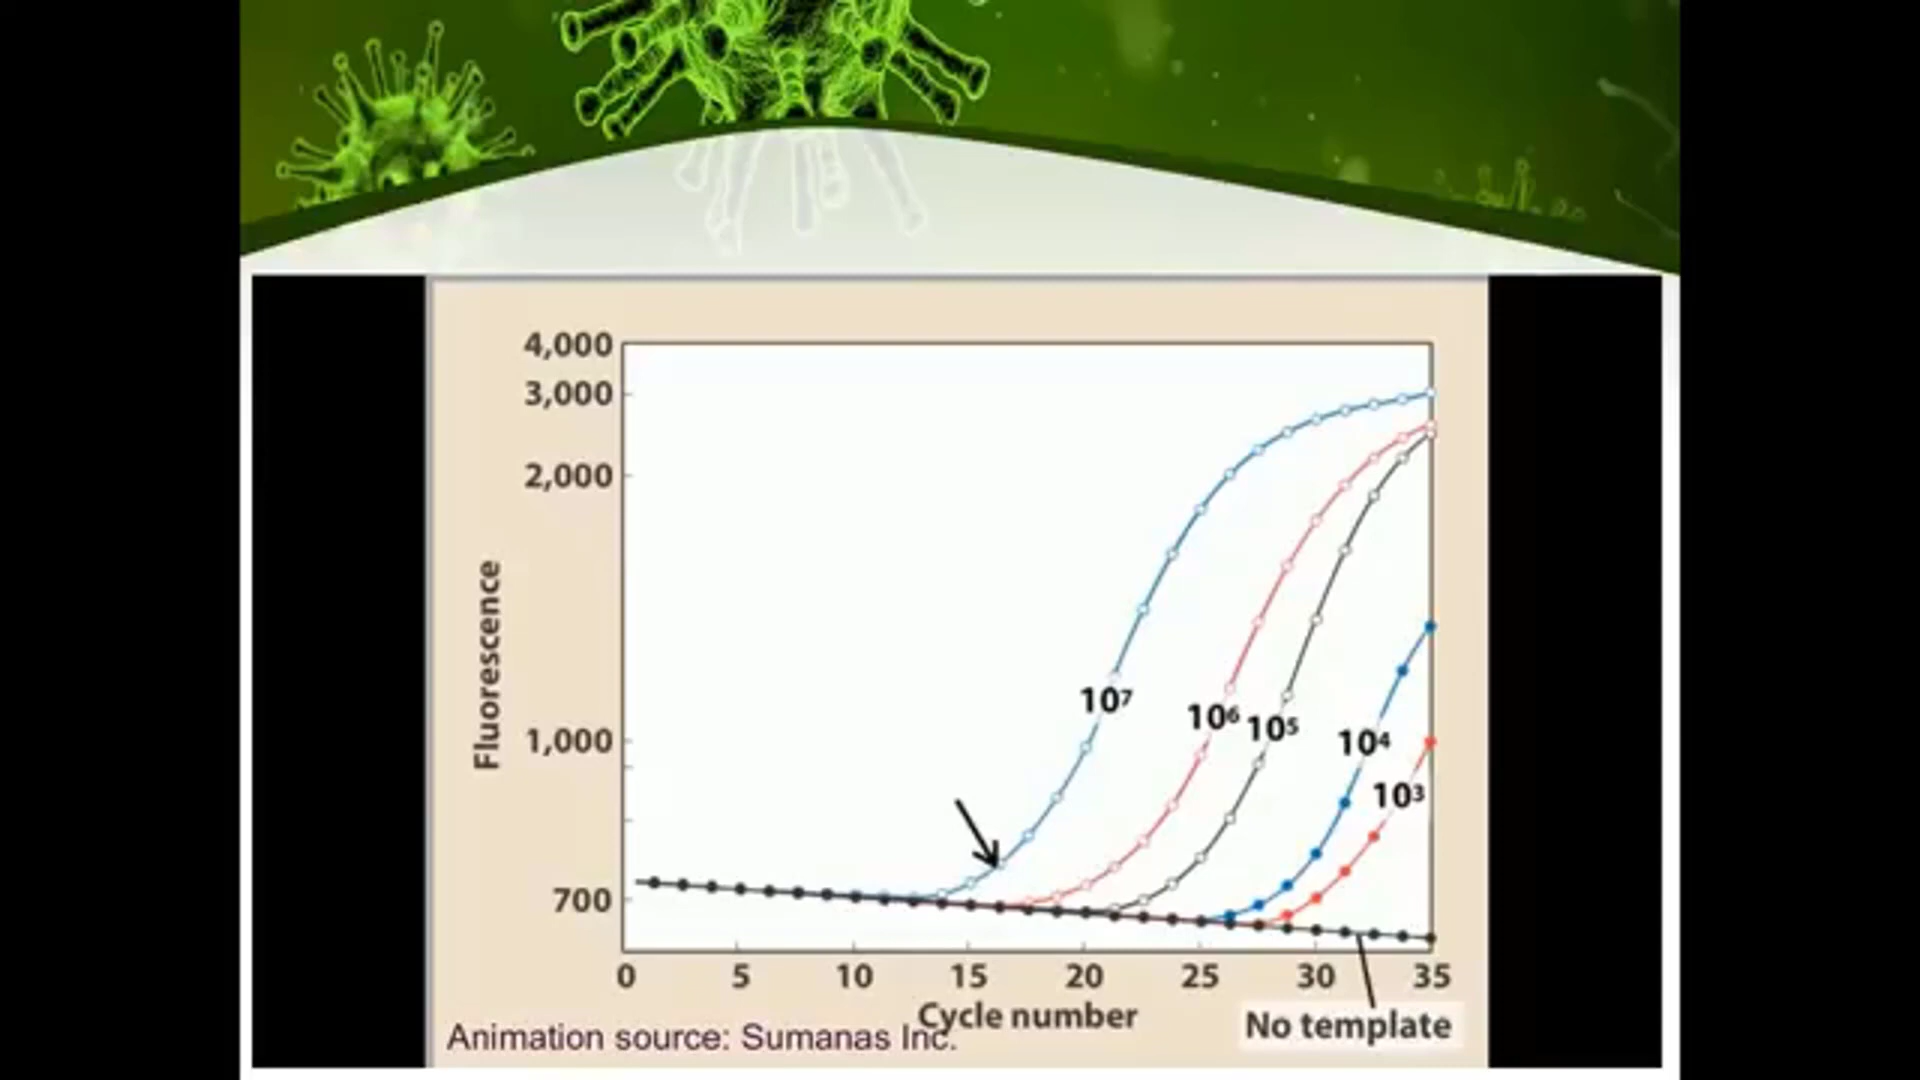 4,000
3,000
2,000
1,000
700
Fluorescence
10⁷
10⁶
10⁵
10⁴
10³
0 5 10 15 20 25 30 35
Cycle number
No template
Animation source: Sumanas Inc.